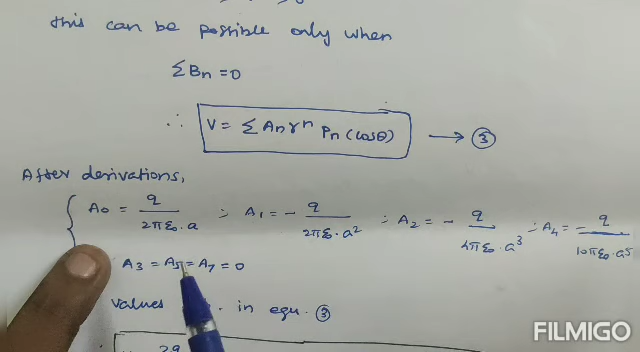 this can be possible only when
ΣBn = 0
∴ V = Σ Anrⁿ Pn (cosθ) → ③
After derivations,
A₀ = q / 2πε₀.a ; A₁ = - q / 2πε₀.a² ; A₂ = - q / 4πε₀.a³ ; A₄ = - q / 10πε₀.a⁵
A₃ = A₅ = A₇ = 0
values in equ. ③
FILMIGO